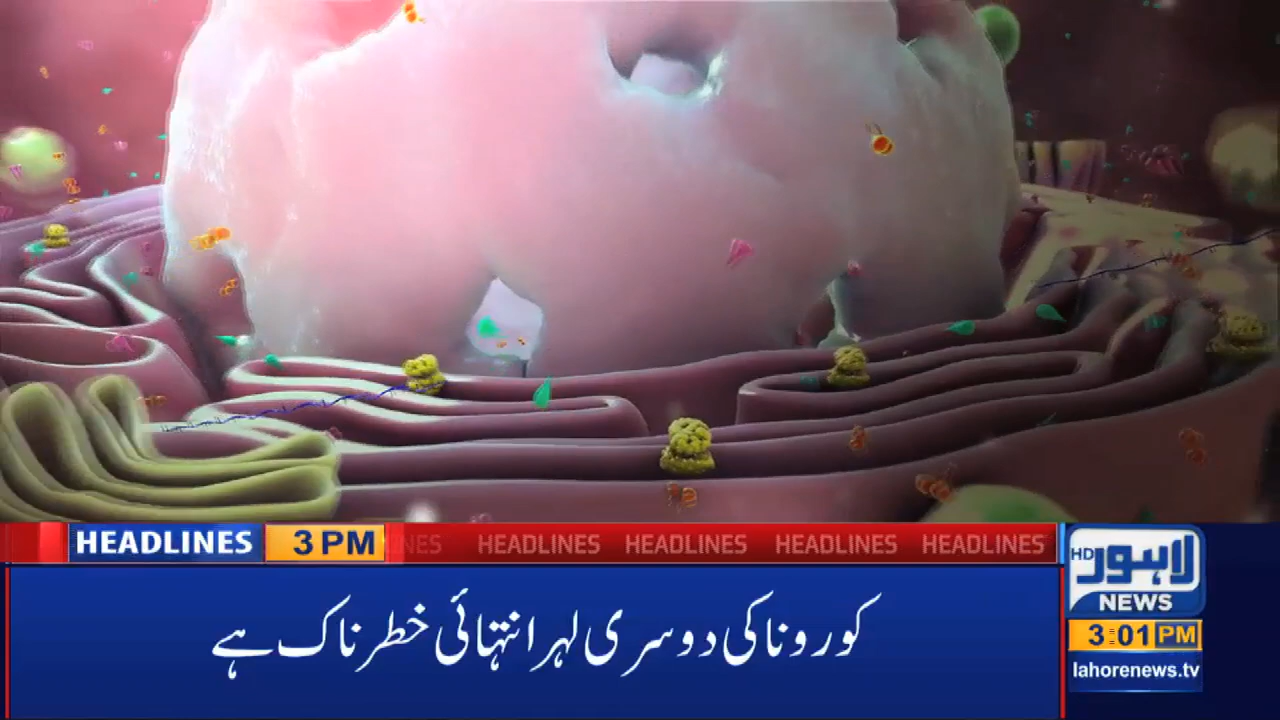 HEADLINES 3 PM NES HEADLINES HEADLINES HEADLINES HEADLINES
کورونا کی دوسری لہر انتہائی خطرناک ہے
لاہور HD
NEWS
3:01 PM
lahorenews.tv